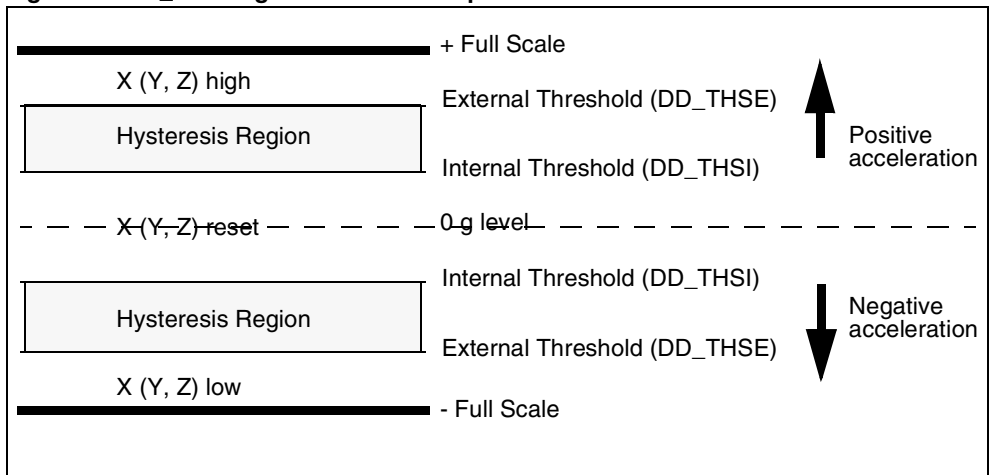 + Full Scale
X (Y, Z) high
External Threshold (DD_THSE)
Hysteresis Region
Positive
acceleration
Internal Threshold (DD_THSI)
X (Y, Z) reset
0 g level
Internal Threshold (DD_THSI)
Hysteresis Region
Negative
acceleration
External Threshold (DD_THSE)
X (Y, Z) low
- Full Scale